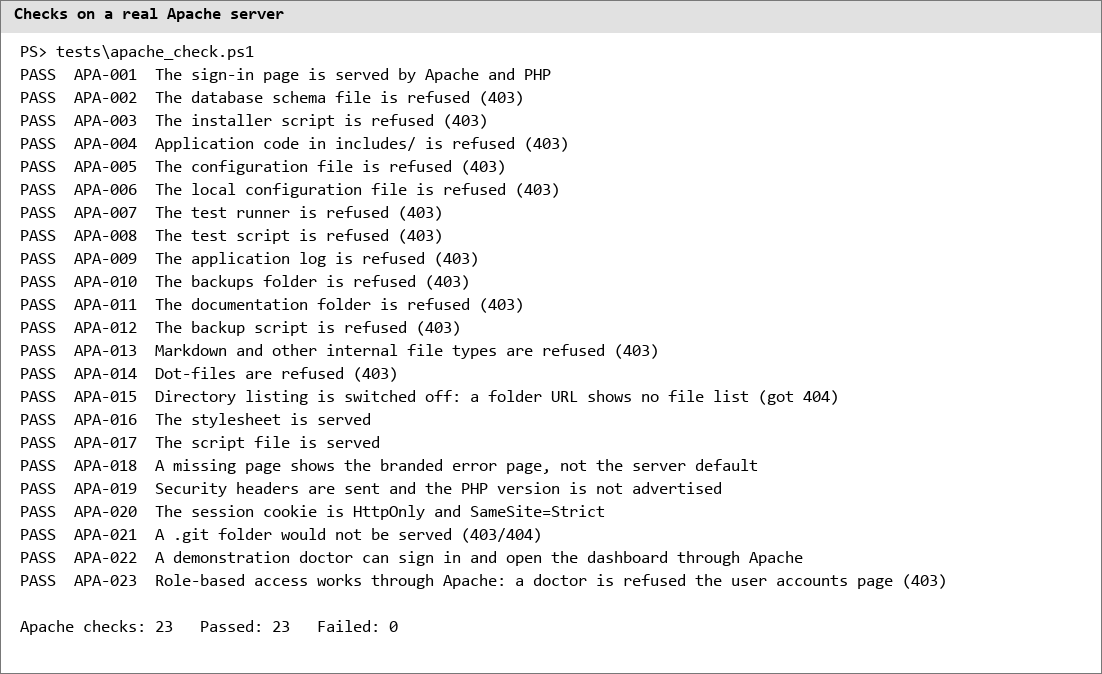 Checks on a real Apache server
PS> tests\apache_check.ps1
PASS  APA-001  The sign-in page is served by Apache and PHP
PASS  APA-002  The database schema file is refused (403)
PASS  APA-003  The installer script is refused (403)
PASS  APA-004  Application code in includes/ is refused (403)
PASS  APA-005  The configuration file is refused (403)
PASS  APA-006  The local configuration file is refused (403)
PASS  APA-007  The test runner is refused (403)
PASS  APA-008  The test script is refused (403)
PASS  APA-009  The application log is refused (403)
PASS  APA-010  The backups folder is refused (403)
PASS  APA-011  The documentation folder is refused (403)
PASS  APA-012  The backup script is refused (403)
PASS  APA-013  Markdown and other internal file types are refused (403)
PASS  APA-014  Dot-files are refused (403)
PASS  APA-015  Directory listing is switched off: a folder URL shows no file list (got 404)
PASS  APA-016  The stylesheet is served
PASS  APA-017  The script file is served
PASS  APA-018  A missing page shows the branded error page, not the server default
PASS  APA-019  Security headers are sent and the PHP version is not advertised
PASS  APA-020  The session cookie is HttpOnly and SameSite=Strict
PASS  APA-021  A .git folder would not be served (403/404)
PASS  APA-022  A demonstration doctor can sign in and open the dashboard through Apache
PASS  APA-023  Role-based access works through Apache: a doctor is refused the user accounts page (403)
Apache checks: 23   Passed: 23   Failed: 0